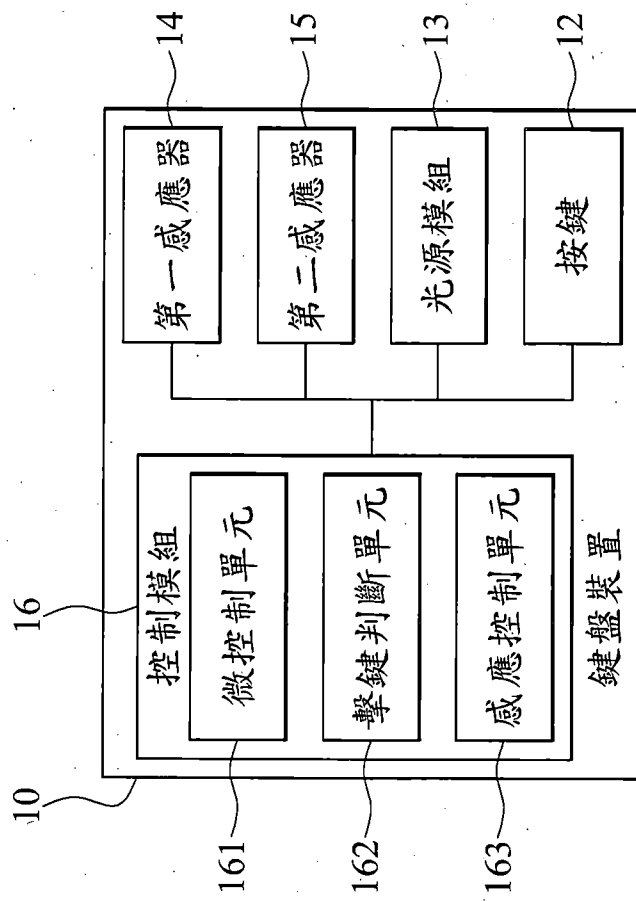 10
16
控制模組
161
微控制單元
162
擊鍵判斷單元
163
感應控制單元
鍵盤裝置
第一感應器
14
第二感應器
15
光源模組
13
按鍵
12